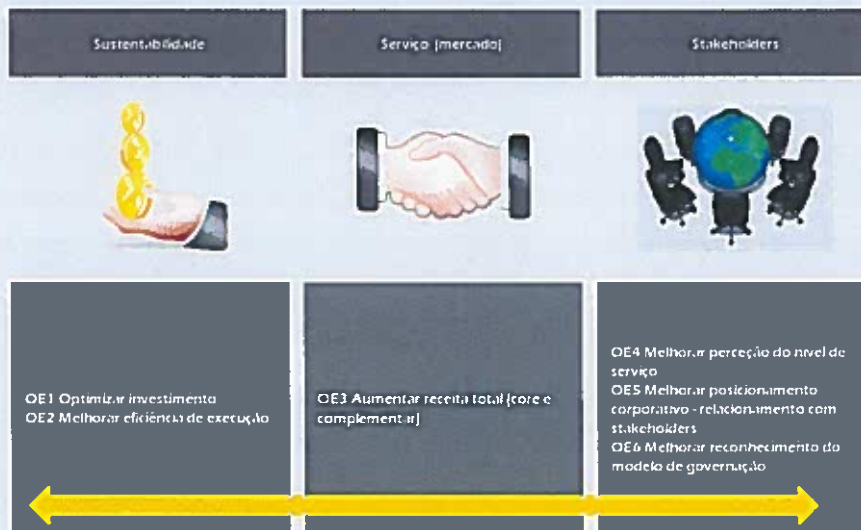 Sustentabilidade
Serviço (mercado)
Stakeholders
OE1 Optimizar investimento
OE2 Melhorar eficiência de execução
OE3 Aumentar receita total (core e
complementar)
OE4 Melhorar perceção do nível de
serviço
OE5 Melhorar posicionamento
corporativo - relacionamento com
stakeholders
OE6 Melhorar reconhecimento do
modelo de governação